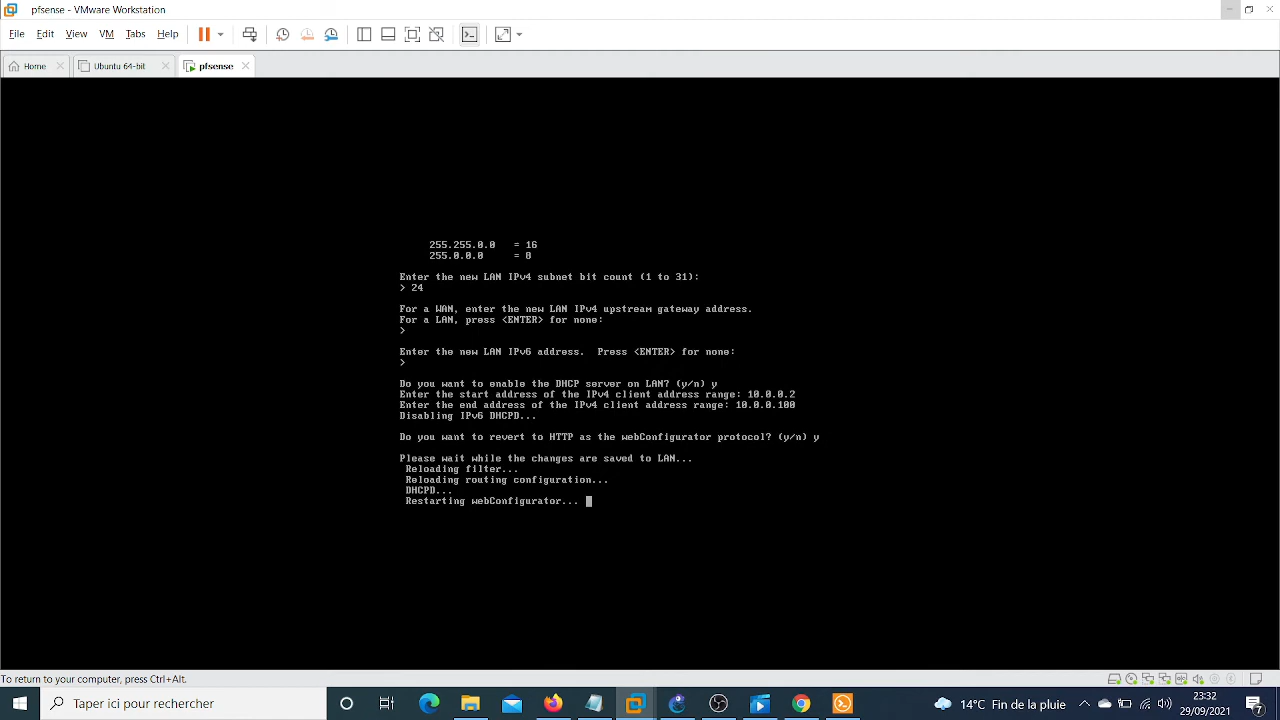 pfsense - VMware Workstation
File Edit View VM Tabs Help
Home Ubuntu 64-bit pfsense
255.255.0.0 = 16
255.0.0.0 = 8
Enter the new LAN IPv4 subnet bit count (1 to 31):
> 24
For a WAN, enter the new LAN IPv4 upstream gateway address.
For a LAN, press <ENTER> for none:
>
Enter the new LAN IPv6 address.  Press <ENTER> for none:
>
Do you want to enable the DHCP server on LAN? (y/n) y
Enter the start address of the IPv4 client address range: 10.0.0.2
Enter the end address of the IPv4 client address range: 10.0.0.100
Disabling IPv6 DHCPD...
Do you want to revert to HTTP as the webConfigurator protocol? (y/n) y
Please wait while the changes are saved to LAN...
Reloading filter...
Reloading routing configuration...
DHCPD...
Restarting webConfigurator...
To return to your computer, press Ctrl+Alt.
Taper ici pour rechercher
14°C Fin de la pluie
23:32
29/09/2021